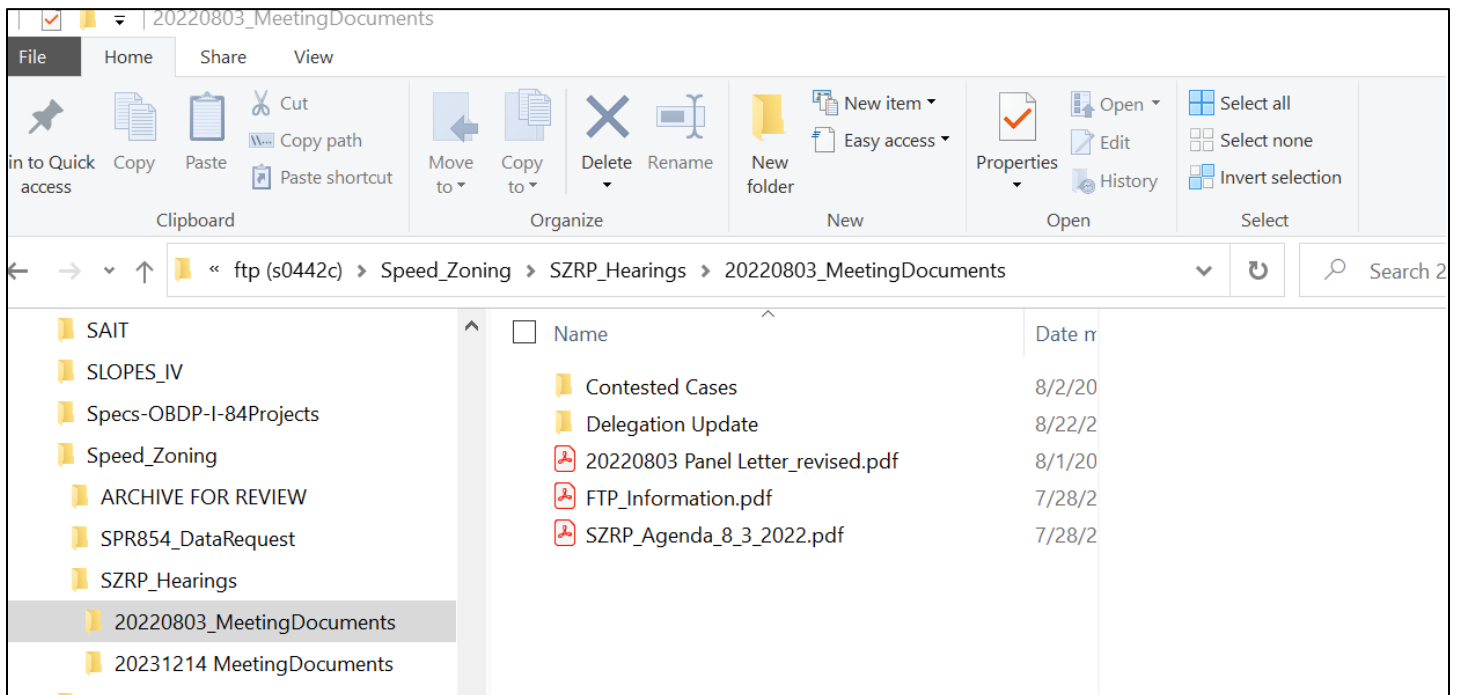 20220803_MeetingDocuments
File Home Share View
in to Quick access
Copy
Paste
Cut
Copy path
Paste shortcut
Move to
Copy to
Delete
Rename
New folder
New item
Easy access
Properties
Open
Edit
History
Select all
Select none
Invert selection
Clipboard Organize New Open Select
« ftp (s0442c) > Speed_Zoning > SZRP_Hearings > 20220803_MeetingDocuments
Search 2
SAIT
SLOPES_IV
Specs-OBDP-I-84Projects
Speed_Zoning
ARCHIVE FOR REVIEW
SPR854_DataRequest
SZRP_Hearings
20220803_MeetingDocuments
20231214 MeetingDocuments
Name Date m
Contested Cases 8/2/20
Delegation Update 8/22/2
20220803 Panel Letter_revised.pdf 8/1/20
FTP_Information.pdf 7/28/2
SZRP_Agenda_8_3_2022.pdf 7/28/2